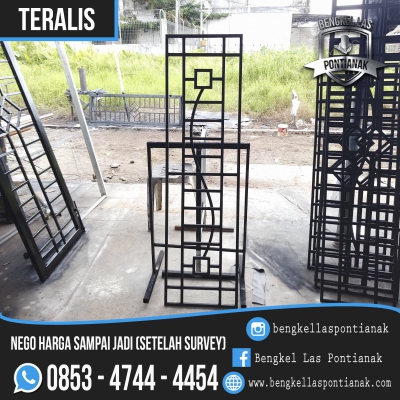 TERALIS
BENGKEL LAS
PONTIANAK
NEGO HARGA SAMPAI JADI (SETELAH SURVEY)
0853 - 4744 - 4454
bengkellaspontianak
Bengkel Las Pontianak
www.bengkellaspontianak.com